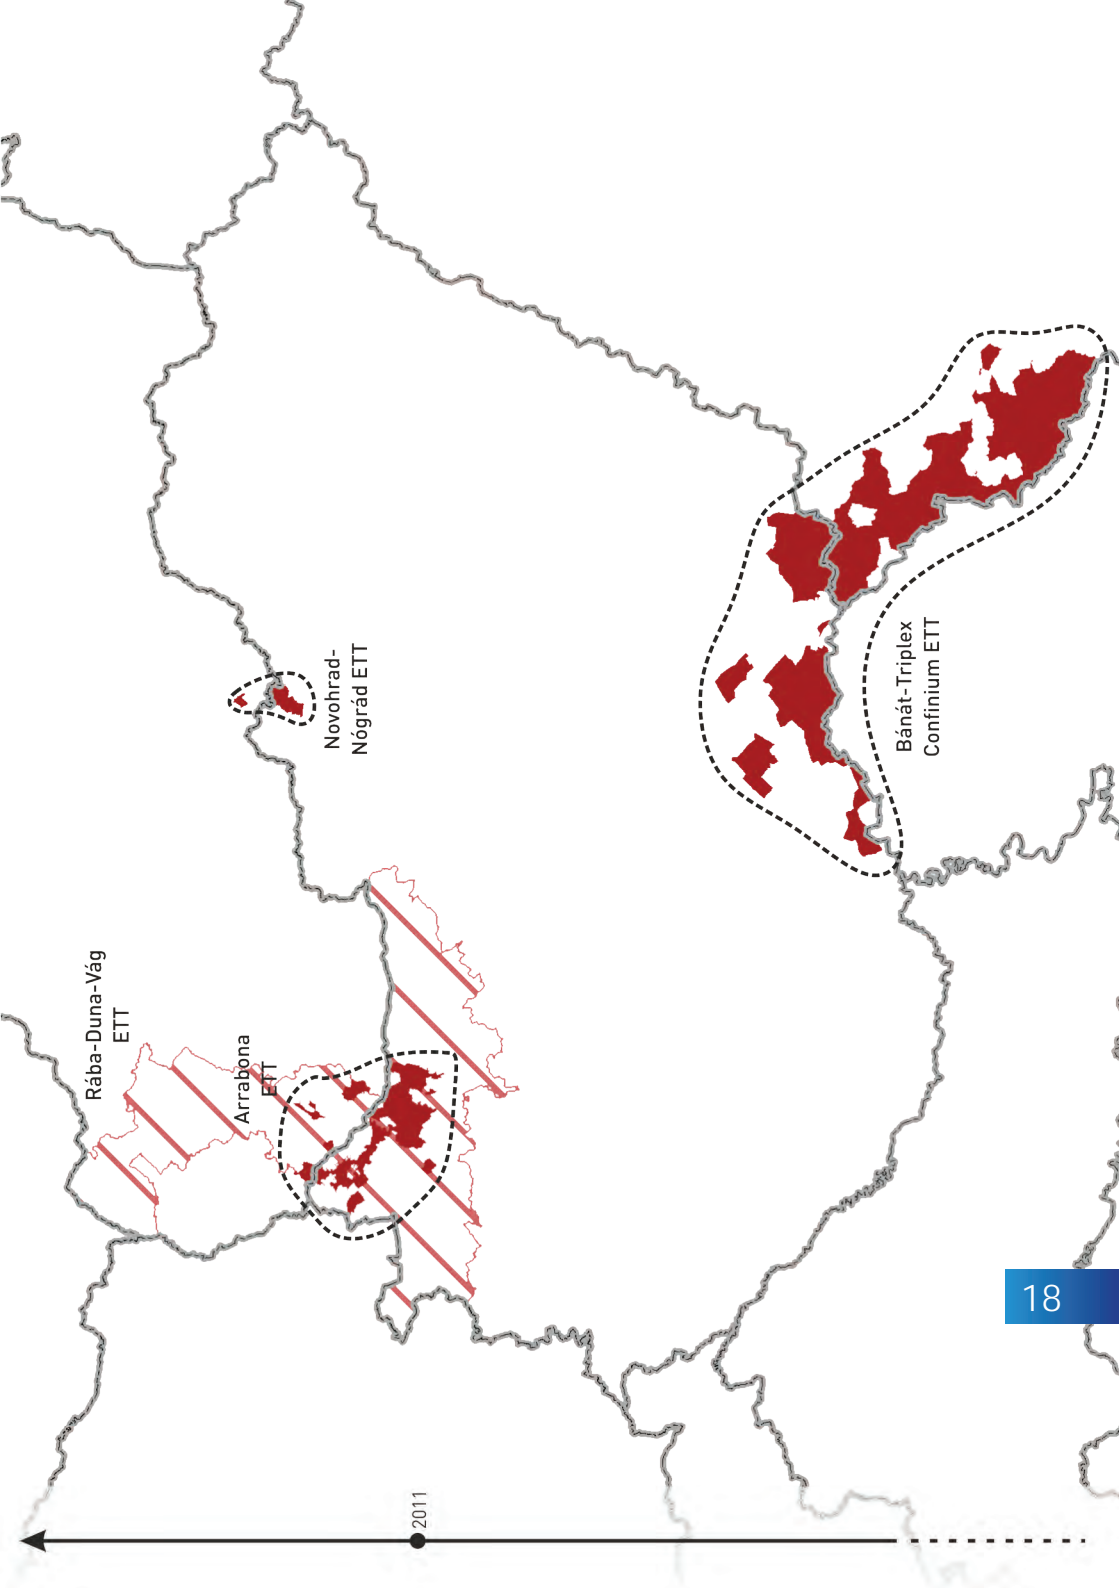 Rába-Duna-Vág
ETT
Arrabona
ETT
Novohrad-
Nógrád ETT
Bánát-Triplex
Confinium ETT
2011
18